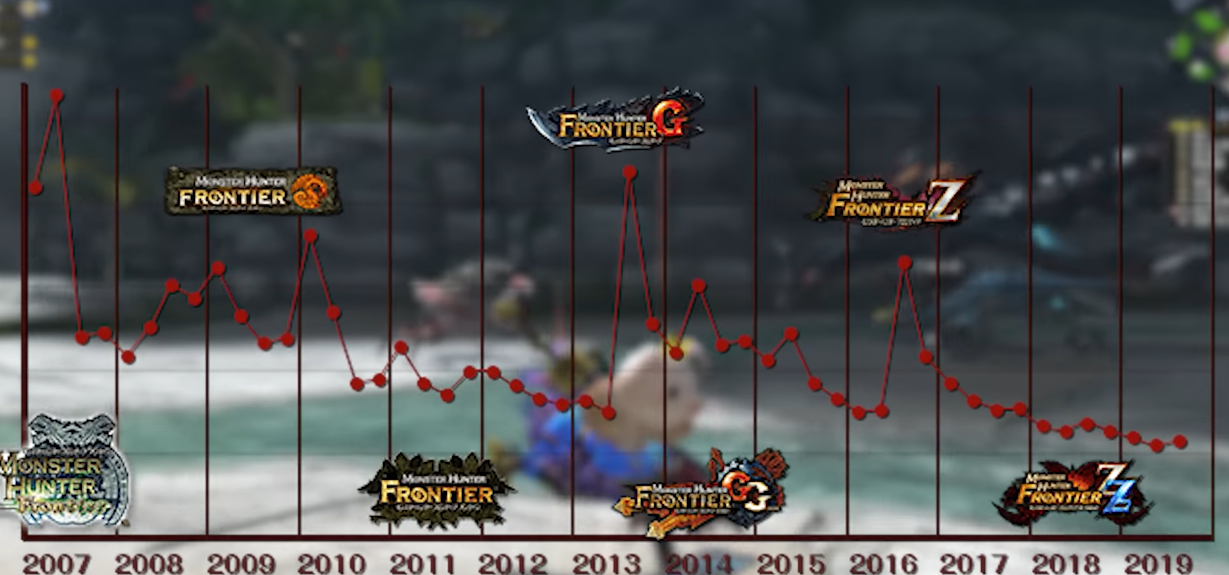 MONSTER HUNTER
FRONTIER G
MONSTER HUNTER
FRONTIER
MONSTER
HUNTER
FRONTIER Z
MONSTER
HUNTER
Frontier
MONSTER HUNTER
FRONTIER
MONSTER HUNTER
FRONTIER GG
MONSTER
HUNTER
FRONTIER ZZ
2007 2008 2009 2010 2011 2012 2013 2014 2015 2016 2017 2018 2019